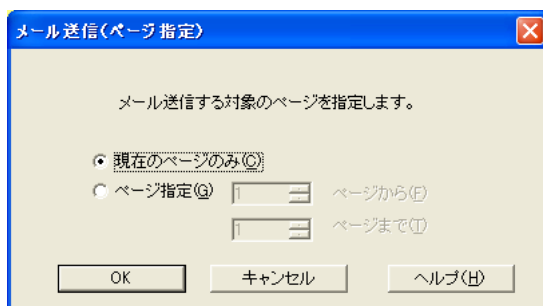 メール送信(ページ指定)
メール送信する対象のページを指定します。
現在のページのみ(C)
ページ指定(G) 1 ページから(F)
1 ページまで(T)
OK キャンセル ヘルプ(H)